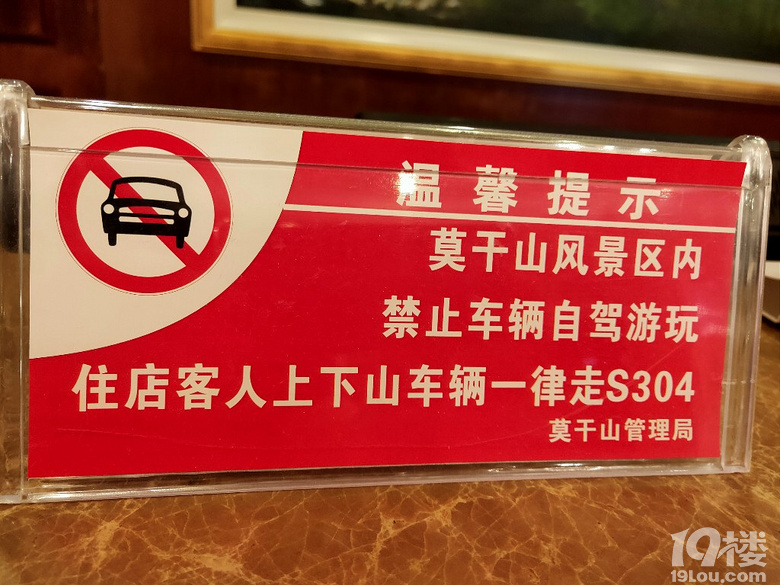 温馨提示
莫干山风景区内
禁止车辆自驾游玩
住店客人上下山车辆一律走S304
莫干山管理局
19楼
19Lou.com